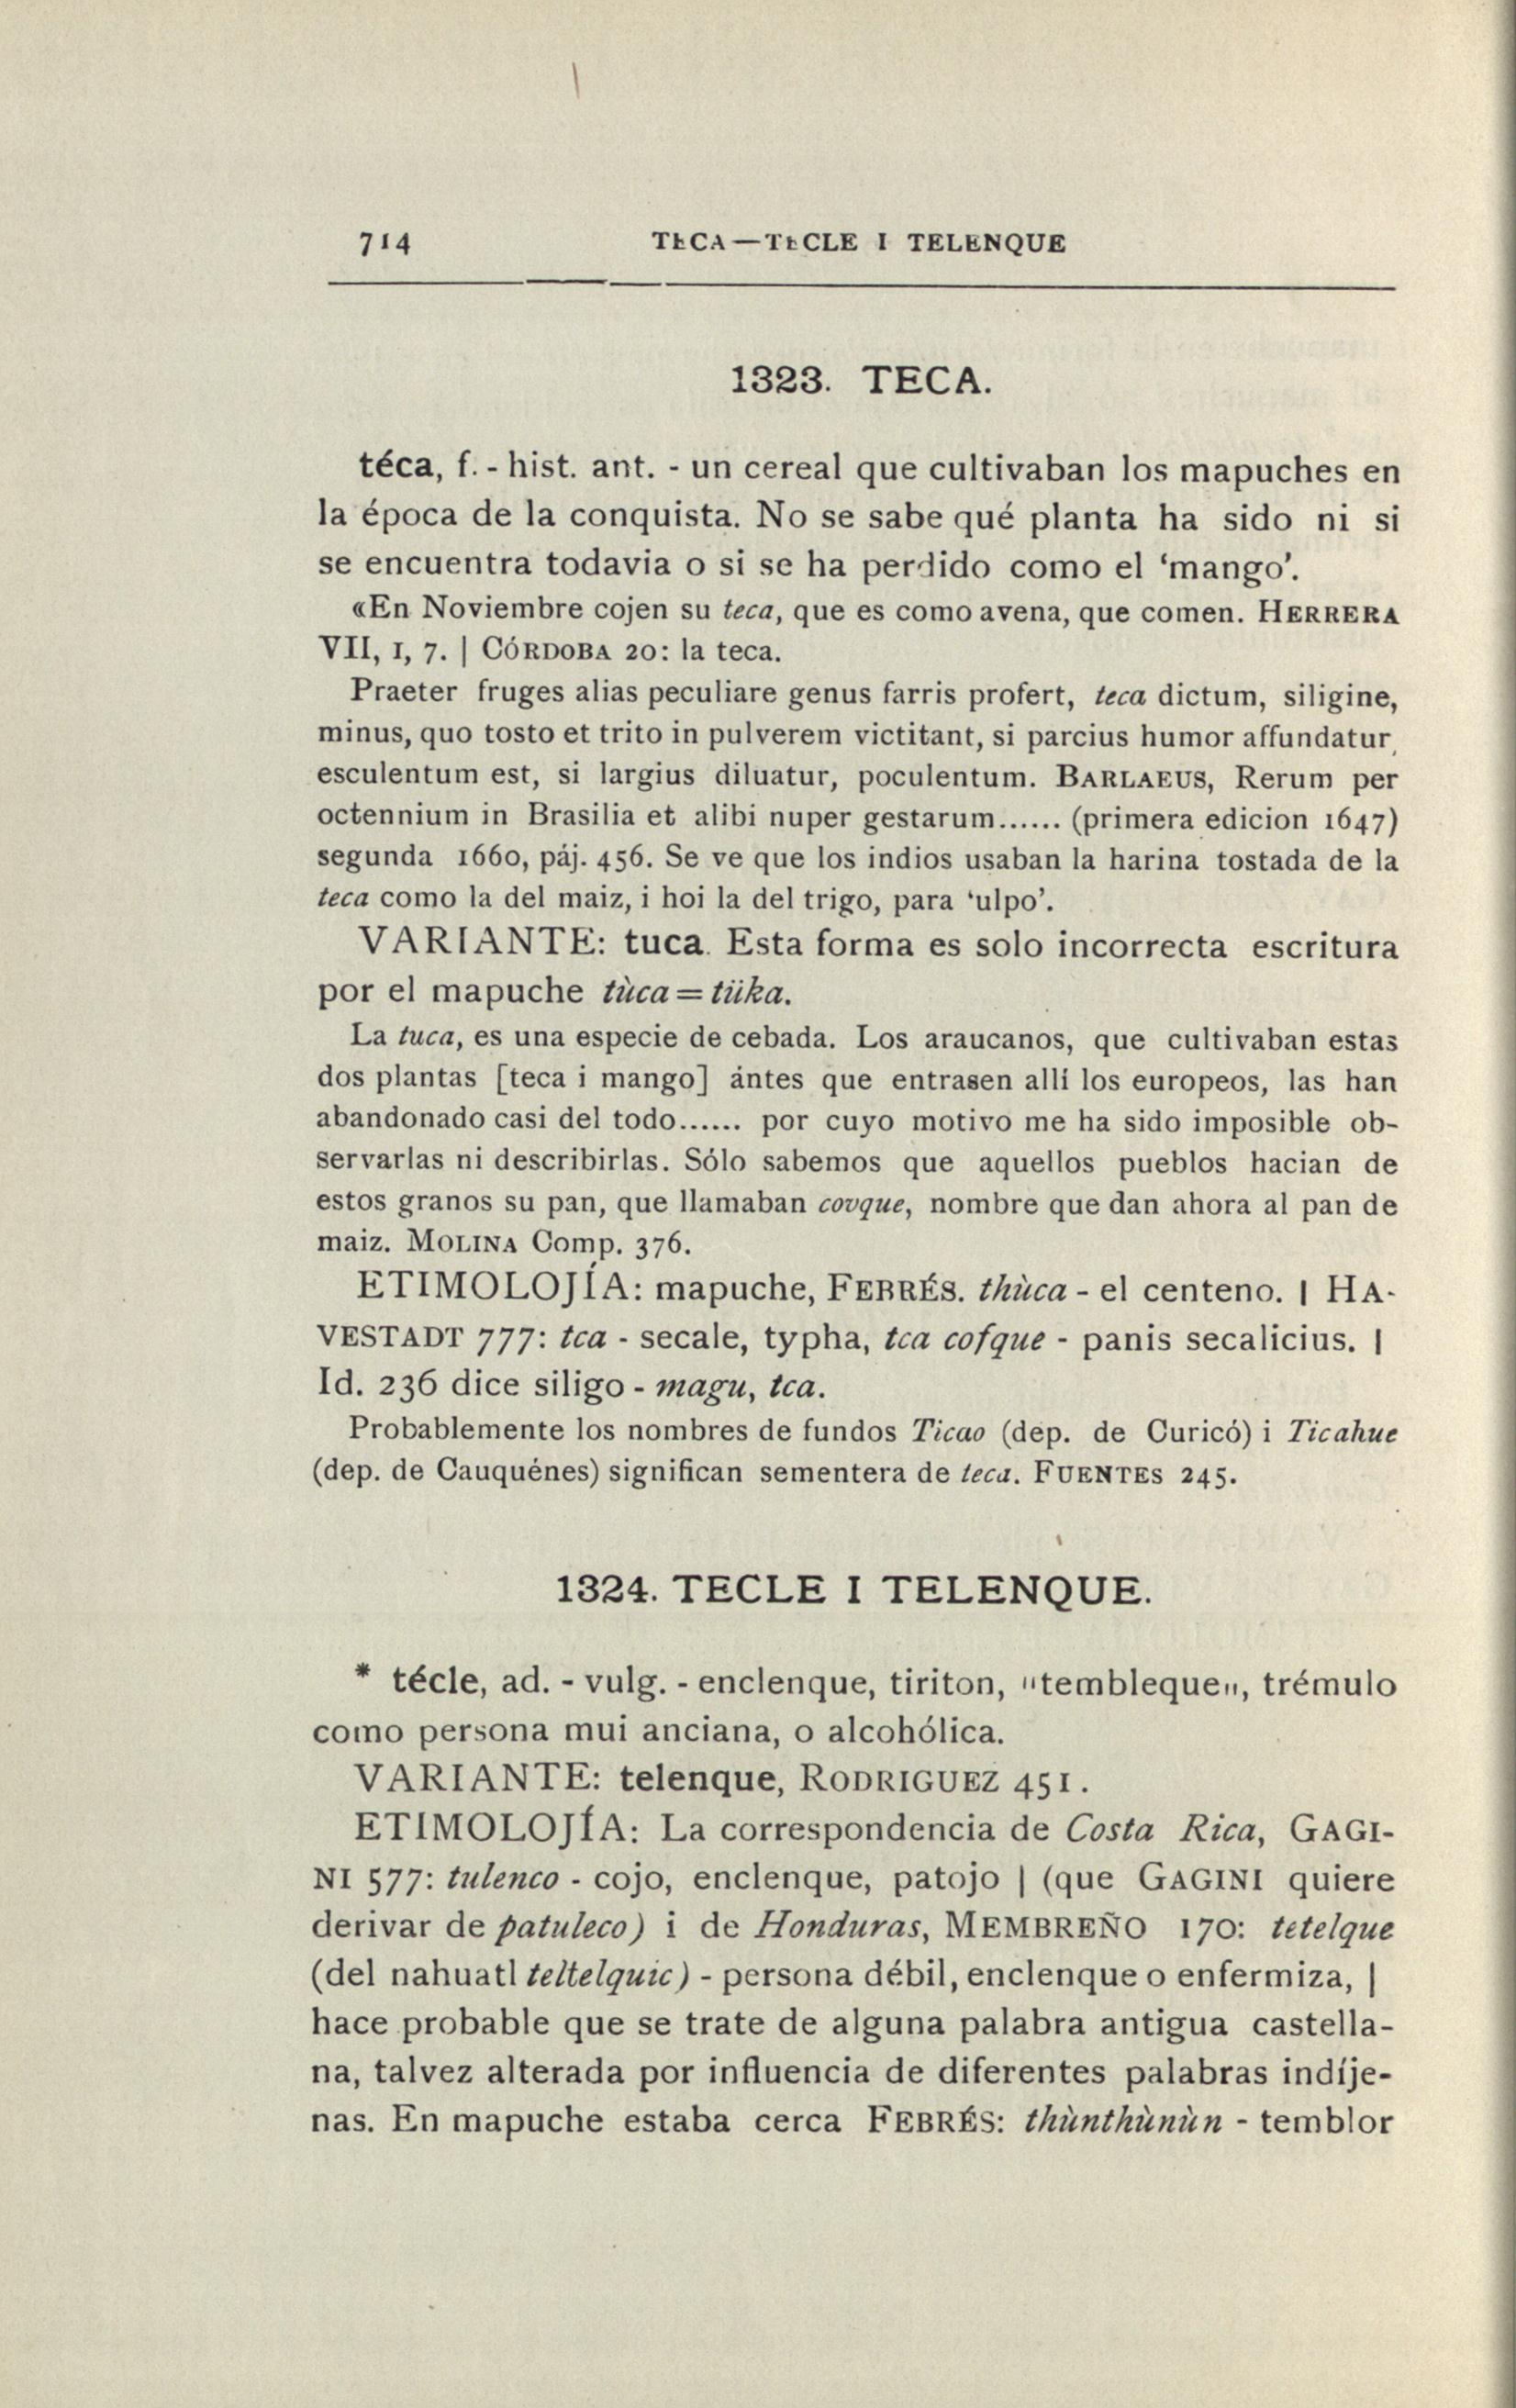 714 TECA—TECLE I TELENQUE
1323. TECA.
téca, f. - hist. ant. - un cereal que cultivaban los mapuches en
la época de la conquista. No se sabe qué planta ha sido ni si
se encuentra todavia o si se ha perdido como el ‘mango’.
«En Noviembre cojen su teca, que es como avena, que comen. HERRERA
VII, 1, 7. | CÓRDOBA 20: la teca.
Praeter fruges alias peculiare genus farris profert, teca dictum, siligine,
minus, quo tosto et trito in pulverem victitant, si parcius humor affundatur,
esculentum est, si largius diluatur, poculentum. BARLAEUS, Rerum per
octennium in Brasilia et alibi nuper gestarum...... (primera edicion 1647)
segunda 1660, páj. 456. Se ve que los indios usaban la harina tostada de la
teca como la del maiz, i hoi la del trigo, para ‘ulpo’.
VARIANTE: tuca. Esta forma es solo incorrecta escritura
por el mapuche tùca = tüka.
La tuca, es una especie de cebada. Los araucanos, que cultivaban estas
dos plantas [teca i mango] ántes que entrasen allí los europeos, las han
abandonado casi del todo...... por cuyo motivo me ha sido imposible ob-
servarlas ni describirlas. Sólo sabemos que aquellos pueblos hacian de
estos granos su pan, que llamaban covque, nombre que dan ahora al pan de
maiz. MOLINA Comp. 376.
ETIMOLOJÍA: mapuche, FEBRÉS. thùca - el centeno. | HA-
VESTADT 777: tca - secale, typha, tca cofque - panis secalicius. |
Id. 236 dice siligo - magu, tca.
Probablemente los nombres de fundos Ticao (dep. de Curicó) i Ticahue
(dep. de Cauquénes) significan sementera de teca. FUENTES 245.
1324. TECLE I TELENQUE.
* técle, ad. - vulg. - enclenque, tiriton, "tembleque", trémulo
como persona mui anciana, o alcohólica.
VARIANTE: telenque, RODRIGUEZ 451.
ETIMOLOJÍA: La correspondencia de Costa Rica, GAGI-
NI 577: tulenco - cojo, enclenque, patojo | (que GAGINI quiere
derivar de patuleco) i de Honduras, MEMBREÑO 170: tetelque
(del nahuatl teltelquic) - persona débil, enclenque o enfermiza, |
hace probable que se trate de alguna palabra antigua castella-
na, talvez alterada por influencia de diferentes palabras indíje-
nas. En mapuche estaba cerca FEBRÉS: thùnthùnùn - temblor